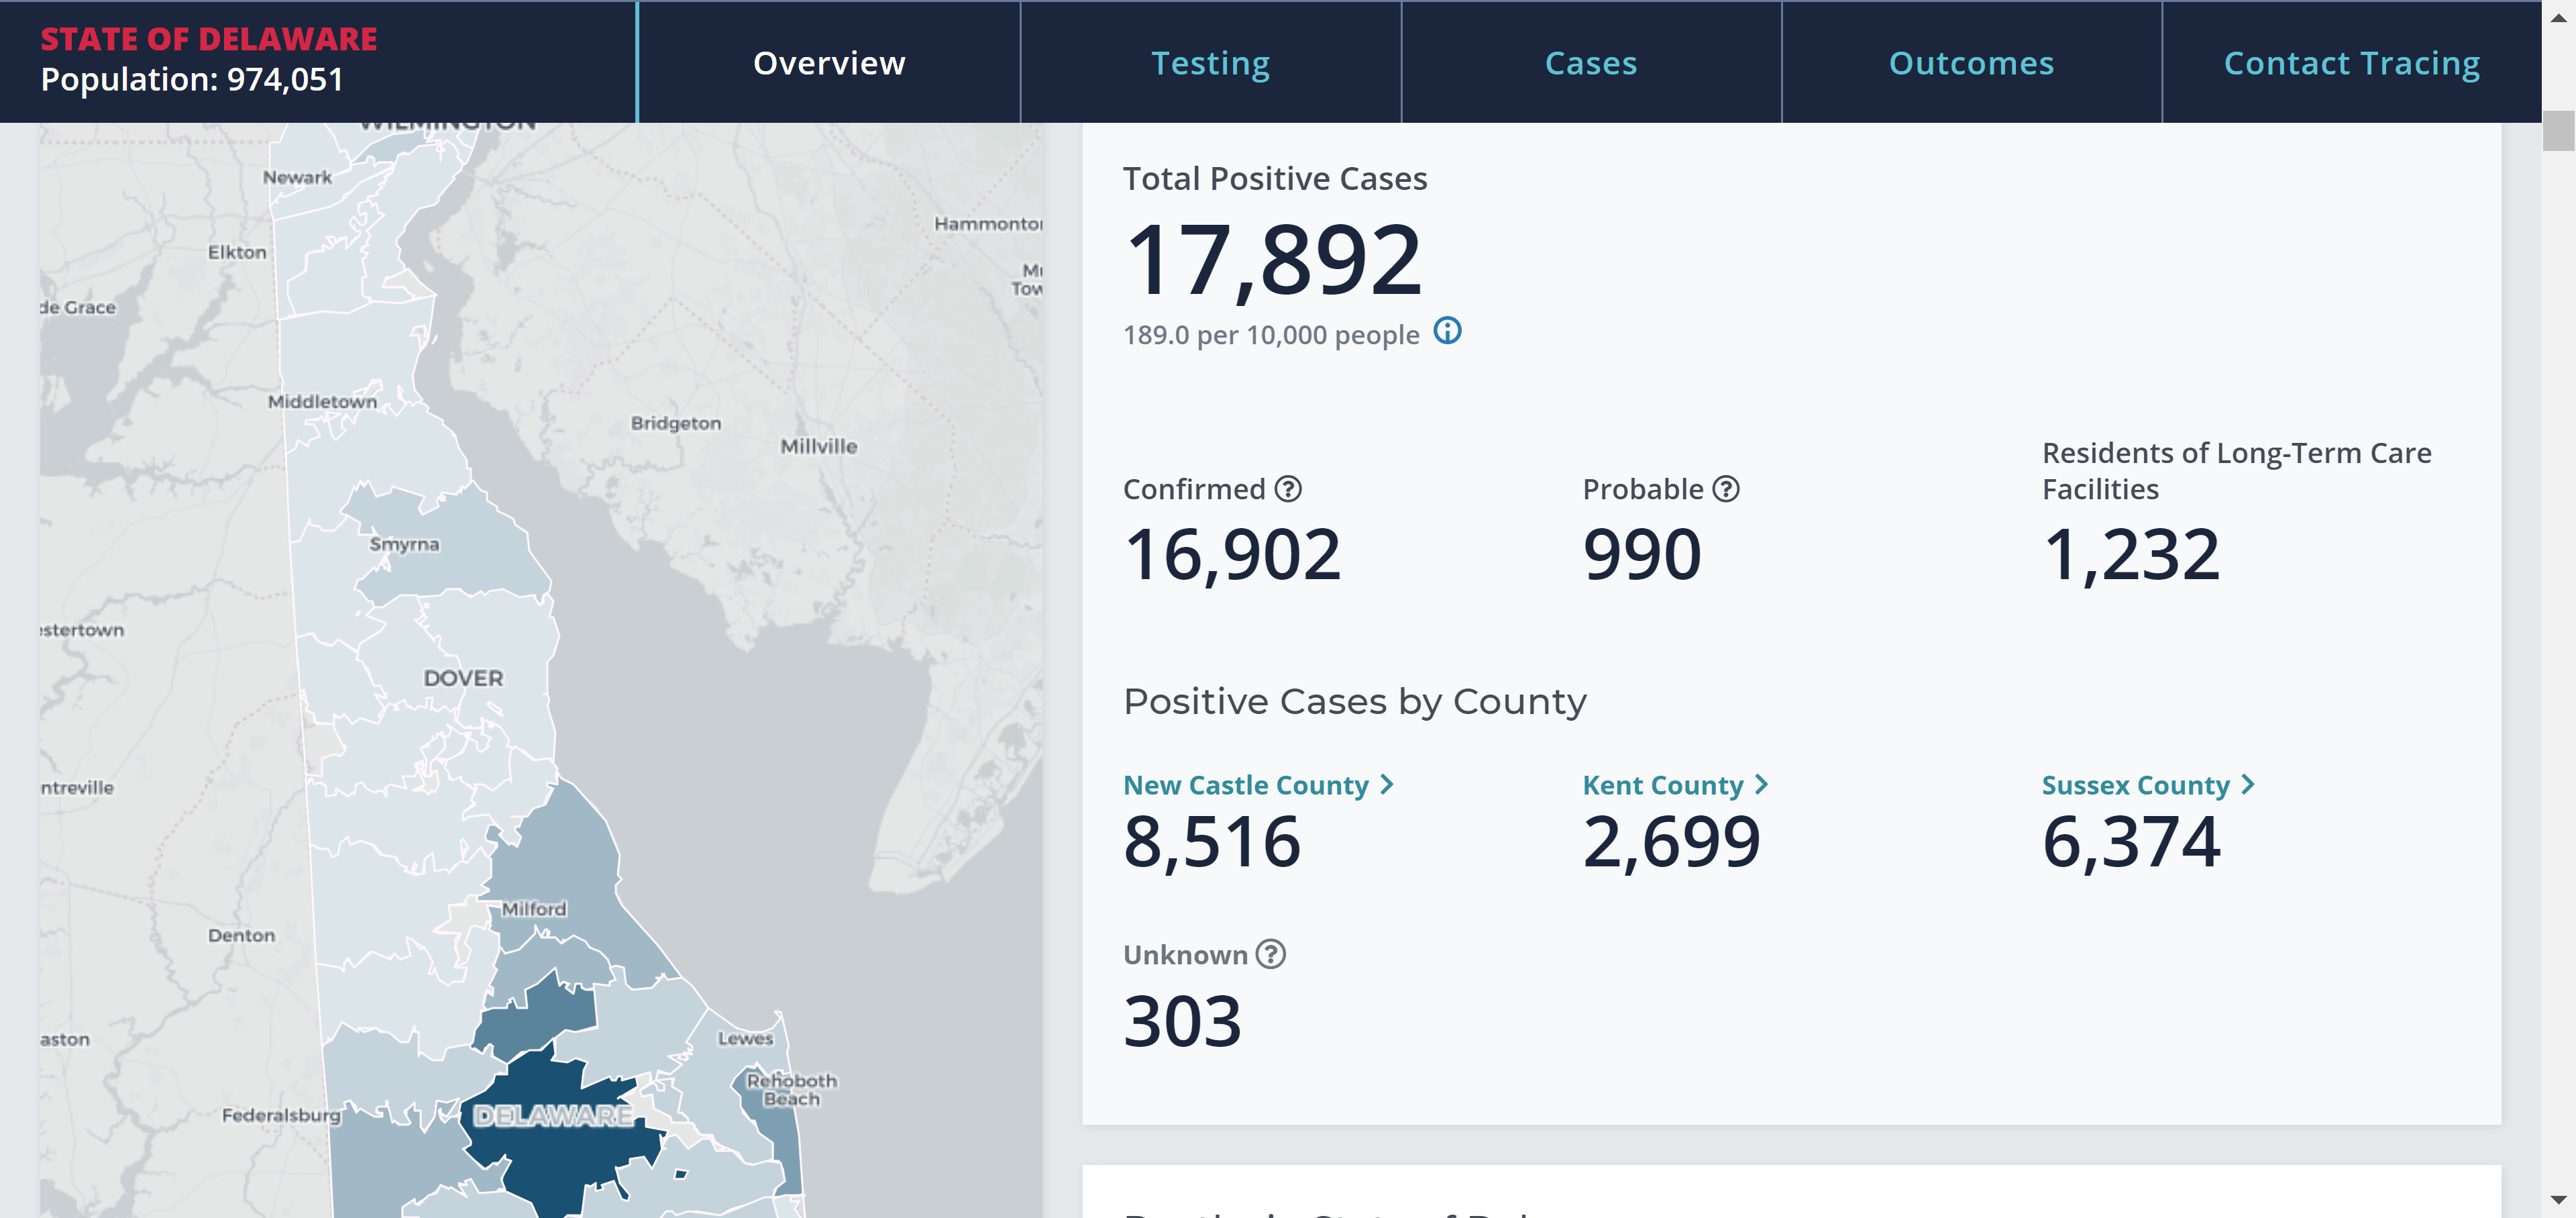 STATE OF DELAWARE
Population: 974,051
Overview
Testing
Cases
Outcomes
Contact Tracing
WILMINGTON
Newark
Elkton
de Grace
Hammonto
Mi
Tow
Middletown
Bridgeton
Millville
Smyrna
estertown
DOVER
ntreville
Milford
Denton
aston
Lewes
Rehoboth
Beach
DELAWARE
Federalsburg
Total Positive Cases
17,892
189.0 per 10,000 people
Confirmed
16,902
Probable
990
Residents of Long-Term Care
Facilities
1,232
Positive Cases by County
New Castle County
8,516
Kent County
2,699
Sussex County
6,374
Unknown
303